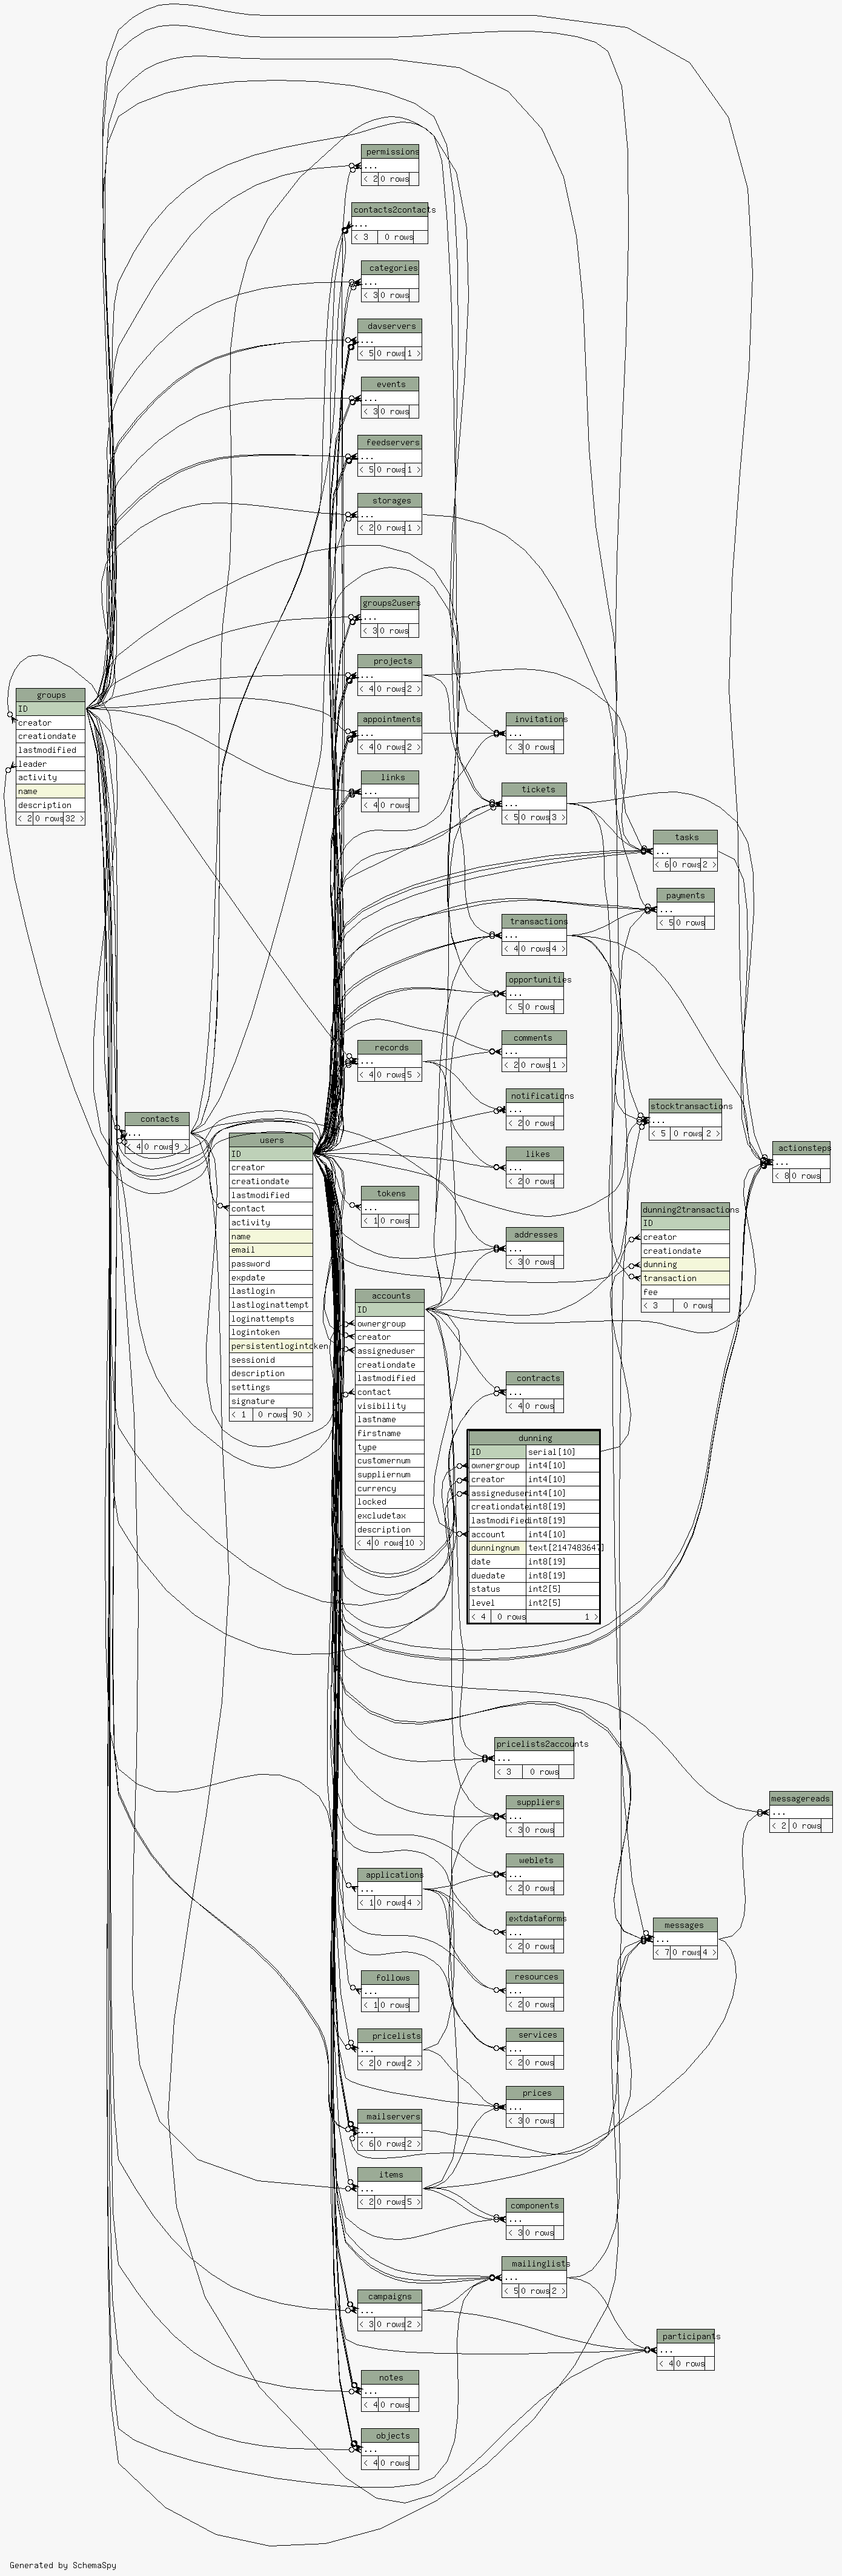 permissions
...
< 2 0 rows
contacts2contacts
...
< 3 0 rows
categories
...
< 3 0 rows
davservers
...
< 5 0 rows 1 >
events
...
< 3 0 rows
feedservers
...
< 5 0 rows 1 >
storages
...
< 2 0 rows 1 >
groups2users
...
< 3 0 rows
projects
...
< 4 0 rows 2 >
groups
ID
creator
creationdate
lastmodified
leader
activity
name
description
< 2 0 rows 32 >
appointments
...
< 4 0 rows 2 >
invitations
...
< 3 0 rows
links
...
< 4 0 rows
tickets
...
< 5 0 rows 3 >
tasks
...
< 6 0 rows 2 >
payments
...
< 5 0 rows
transactions
...
< 4 0 rows 4 >
opportunities
...
< 5 0 rows
records
...
< 4 0 rows 5 >
comments
...
< 2 0 rows 1 >
notifications
...
< 2 0 rows
stocktransactions
...
< 5 0 rows 2 >
contacts
...
< 4 0 rows 9 >
users
ID
creator
creationdate
lastmodified
contact
activity
name
email
password
expdate
lastlogin
lastloginattempt
loginattempts
logintoken
persistentlogintoken
sessionid
description
settings
signature
< 1 0 rows 90 >
likes
...
< 2 0 rows
actionsteps
...
< 8 0 rows
tokens
...
< 1 0 rows
addresses
...
< 3 0 rows
dunning2transactions
ID
creator
creationdate
dunning
transaction
fee
< 3 0 rows
accounts
ID
ownergroup
creator
assigneduser
creationdate
lastmodified
contact
visibility
lastname
firstname
type
customernum
suppliernum
currency
locked
excludetax
description
< 4 0 rows 10 >
contracts
...
< 4 0 rows
dunning
ID serial[10]
ownergroup int4[10]
creator int4[10]
assigneduser int4[10]
creationdate int8[19]
lastmodified int8[19]
account int4[10]
dunningnum text[2147483647]
date int8[19]
duedate int8[19]
status int2[5]
level int2[5]
< 4 0 rows 1 >
pricelists2accounts
...
< 3 0 rows
suppliers
...
< 3 0 rows
messagereads
...
< 2 0 rows
weblets
...
< 2 0 rows
applications
...
< 1 0 rows 4 >
extdataforms
...
< 2 0 rows
messages
...
< 7 0 rows 4 >
follows
...
< 1 0 rows
resources
...
< 2 0 rows
pricelists
...
< 2 0 rows 2 >
services
...
< 2 0 rows
prices
...
< 3 0 rows
mailservers
...
< 6 0 rows 2 >
items
...
< 2 0 rows 5 >
components
...
< 3 0 rows
mailinglists
...
< 5 0 rows 2 >
campaigns
...
< 3 0 rows 2 >
participants
...
< 4 0 rows
notes
...
< 4 0 rows
objects
...
< 4 0 rows
Generated by SchemaSpy